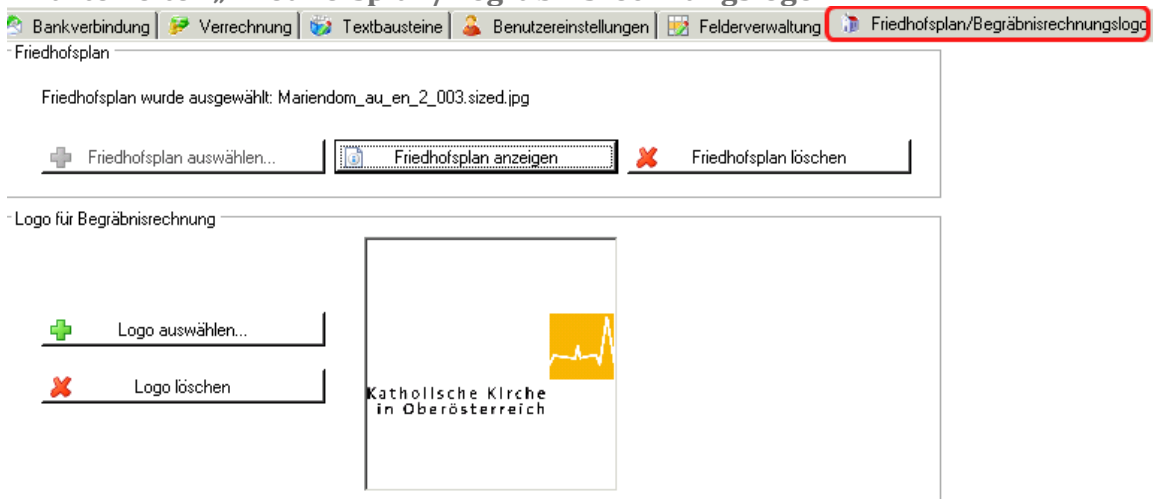 Bankverbindung Verrechnung Textbausteine Benutzereinstellungen Felderverwaltung Friedhofsplan/Begräbnisrechnungslogo
Friedhofsplan
Friedhofsplan wurde ausgewählt: Mariendom_au_en_2_003.sized.jpg
Friedhofsplan auswählen... Friedhofsplan anzeigen Friedhofsplan löschen
Logo für Begräbnisrechnung
Logo auswählen...
Logo löschen
Katholische Kirche
in Oberösterreich